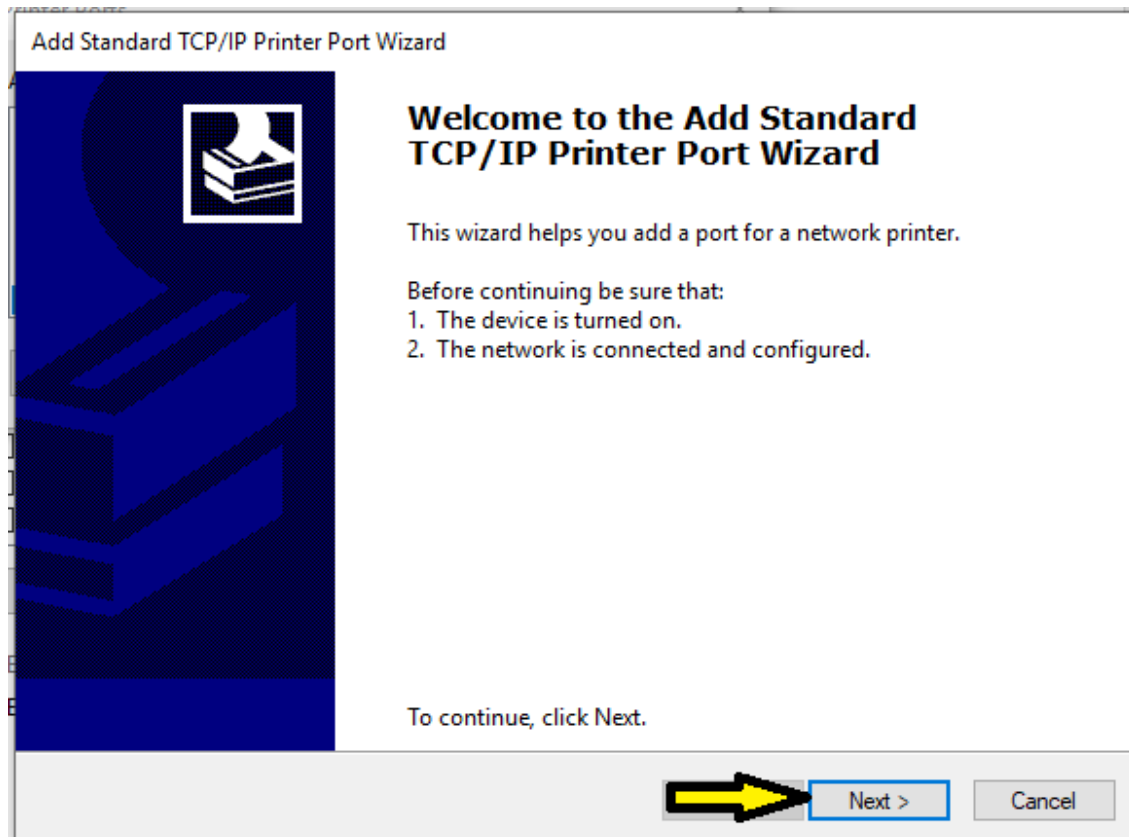 Printer Ports
Add Standard TCP/IP Printer Port Wizard
Welcome to the Add Standard
TCP/IP Printer Port Wizard
This wizard helps you add a port for a network printer.
Before continuing be sure that:
1. The device is turned on.
2. The network is connected and configured.
To continue, click Next.
Next >
Cancel